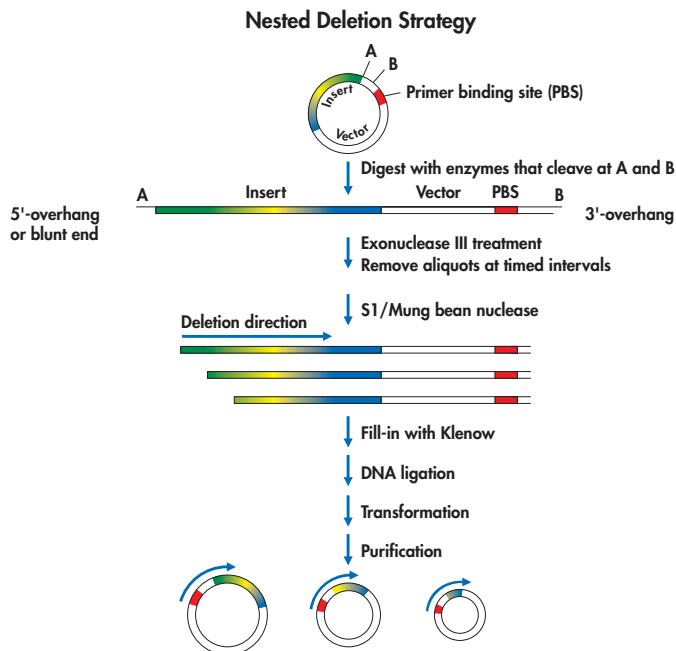 Nested Deletion Strategy
A
B
Insert
Primer binding site (PBS)
Vector
Digest with enzymes that cleave at A and B
A Insert Vector PBS B
5'-overhang
or blunt end
3'-overhang
Exonuclease III treatment
Remove aliquots at timed intervals
S1/Mung bean nuclease
Deletion direction
Fill-in with Klenow
DNA ligation
Transformation
Purification